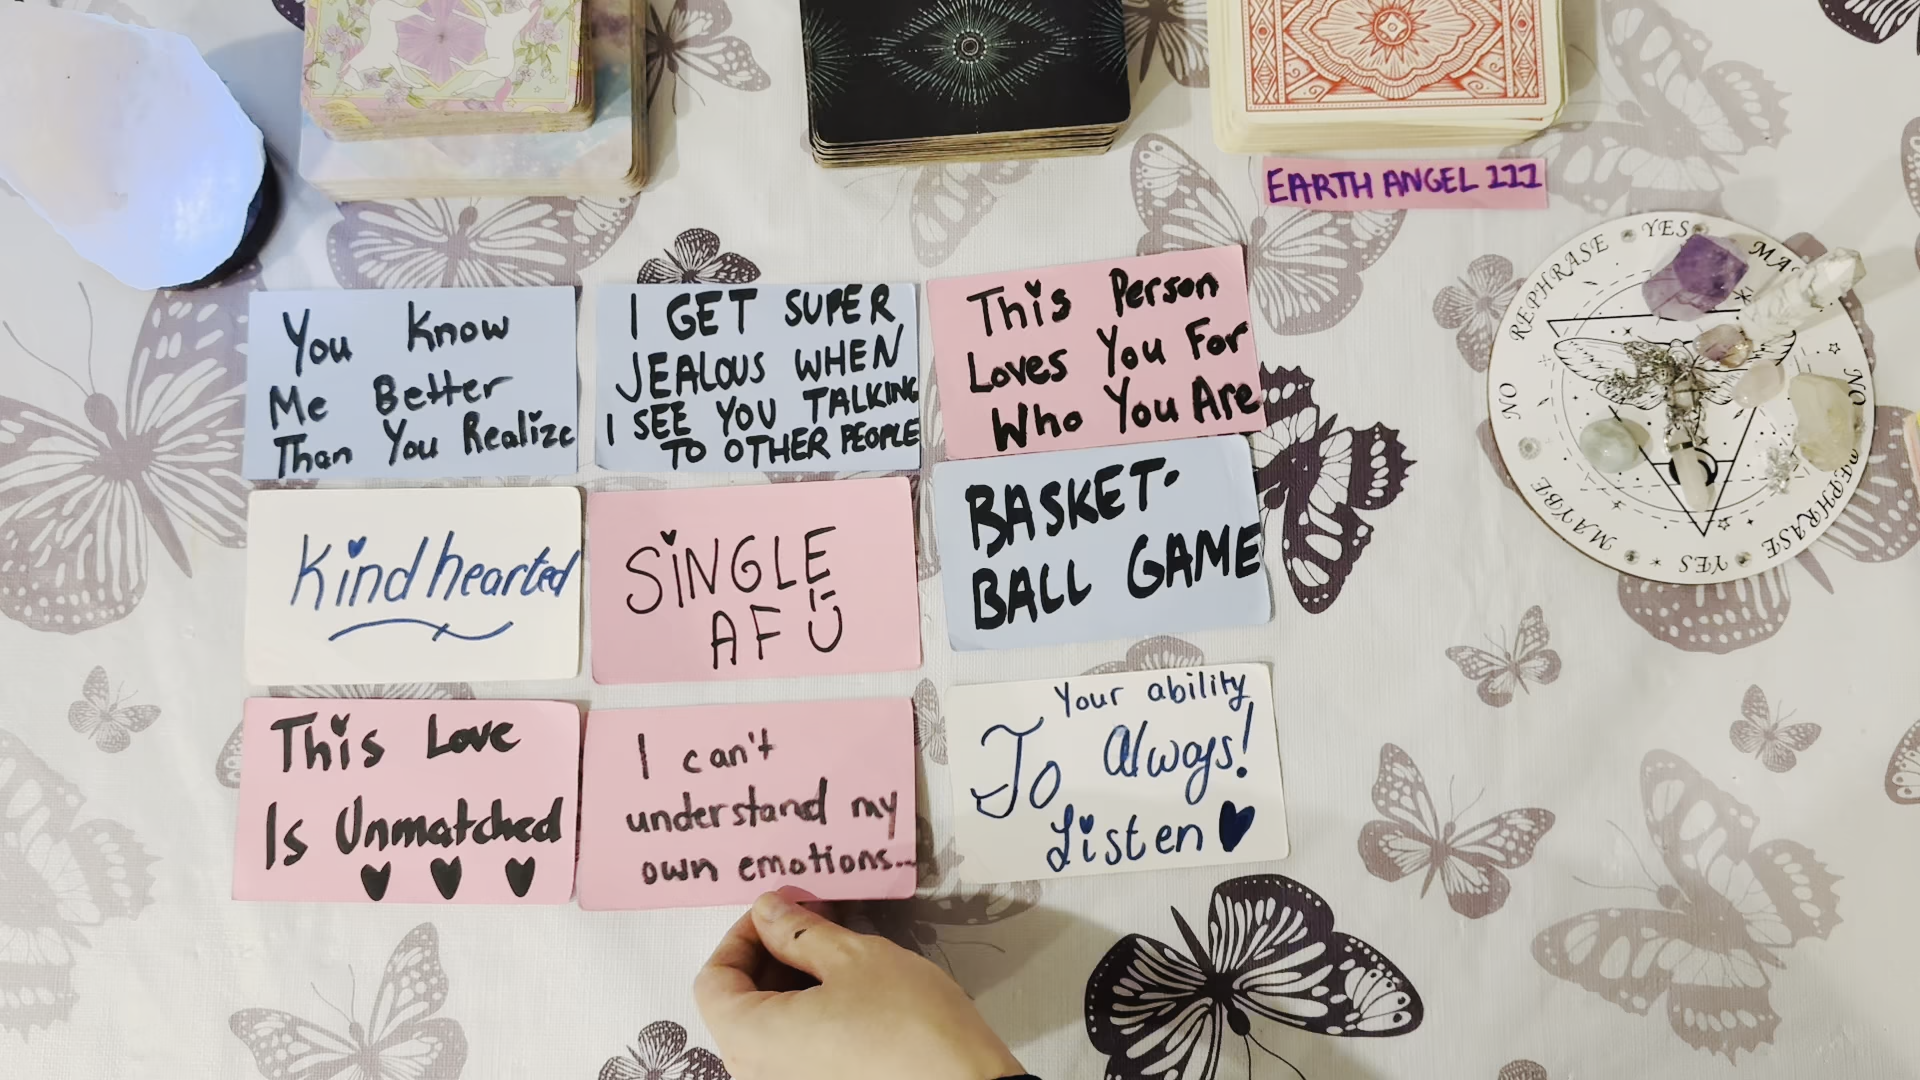 EARTH ANGEL 111
You Know
Me Better
Than You Realize
I GET SUPER
JEALOUS WHEN
I SEE YOU TALKING
TO OTHER PEOPLE
This Person
Loves You For
Who You Are
Kindhearted
SiNGLE
AF
BASKET-
BALL GAME
This Love
Is Unmatched
I can't
understand my
own emotions...
Your ability
To Always!
Listen
REPHRASE
YES
MA
NO
MAYBE
YES
REPHRASE
NO